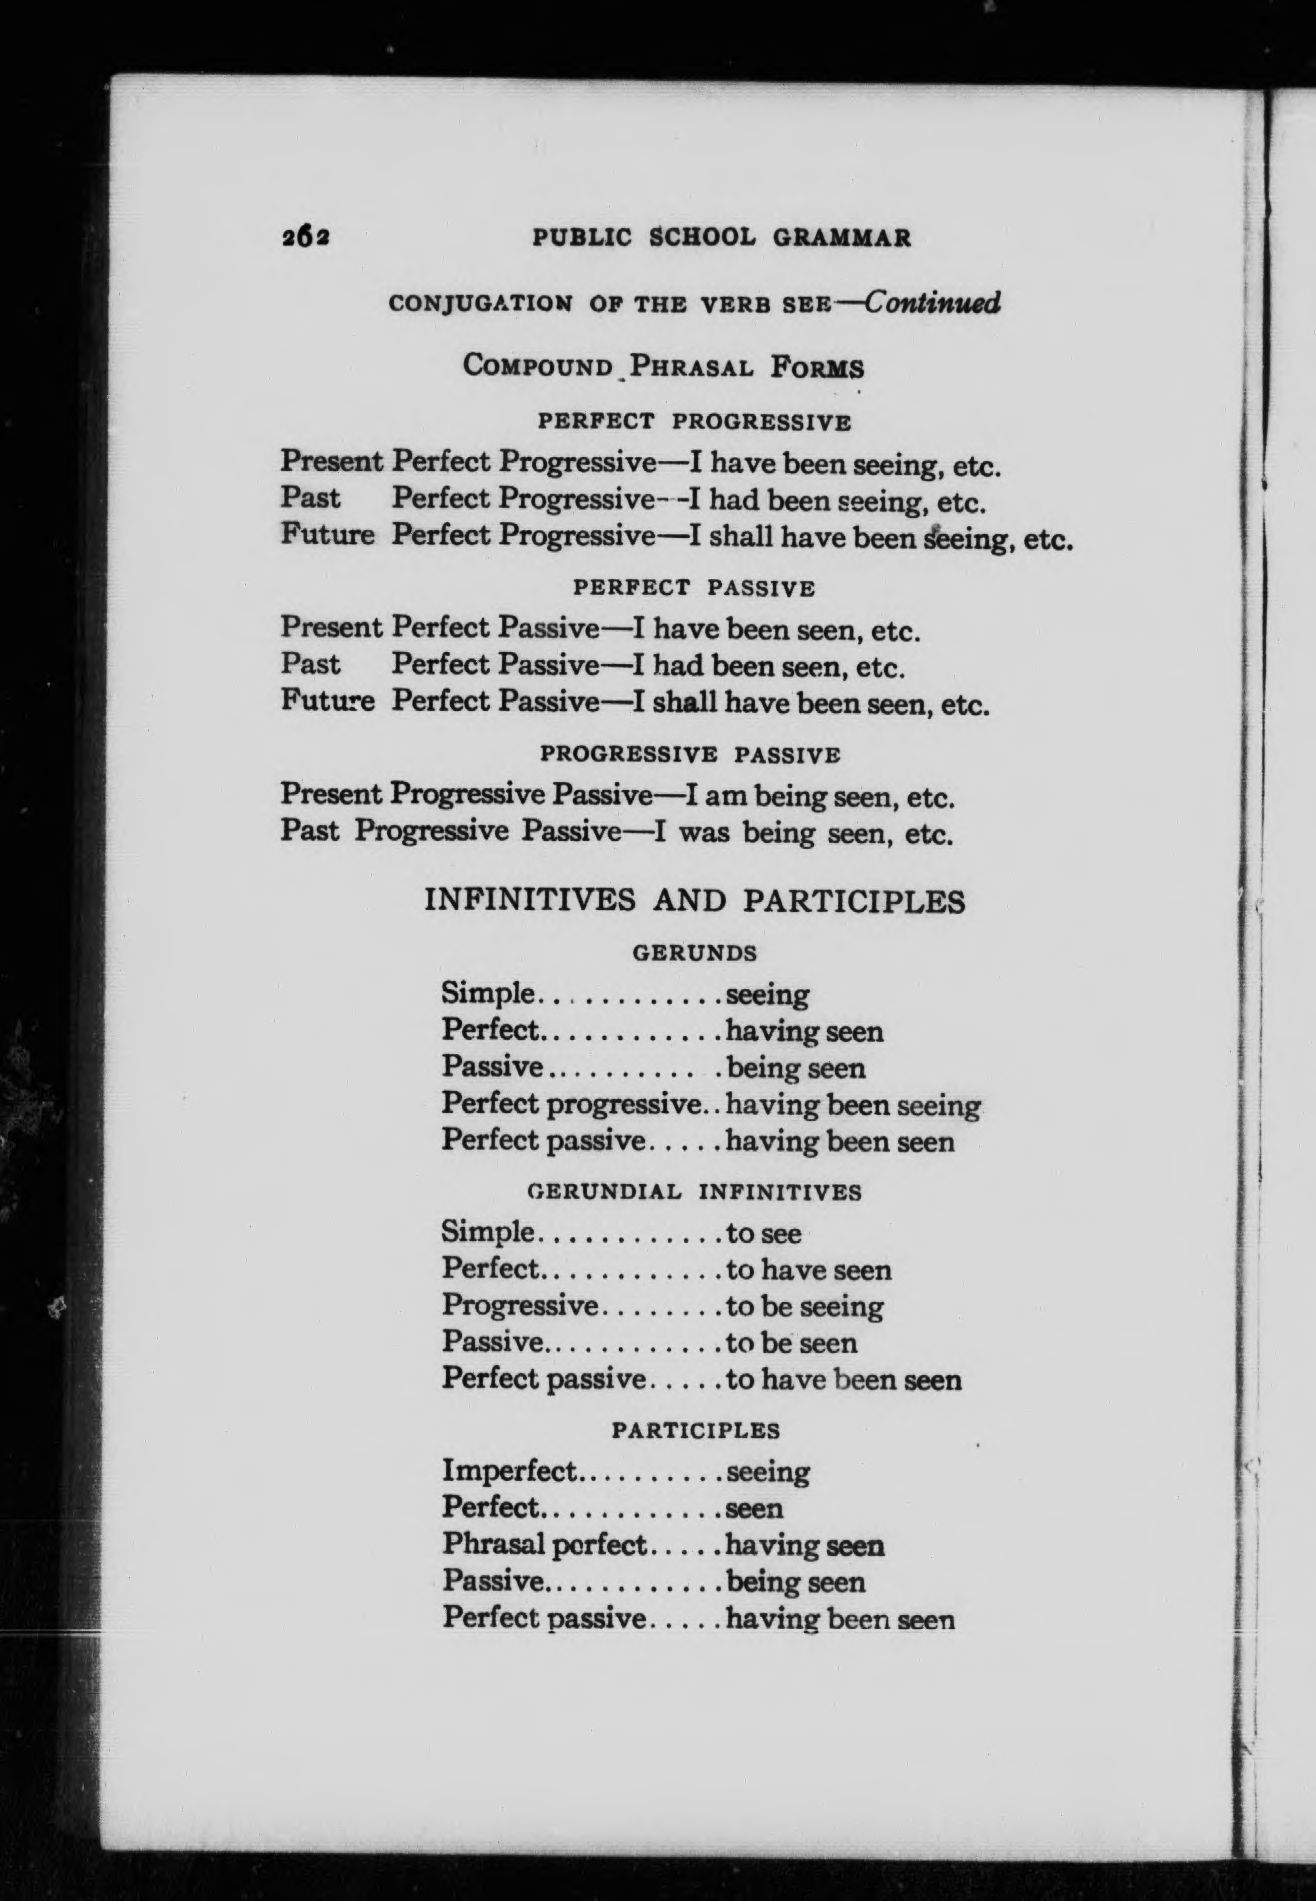 262 PUBLIC SCHOOL GRAMMAR
CONJUGATION OF THE VERB SEE—Continued
COMPOUND PHRASAL FORMS
PERFECT PROGRESSIVE
Present Perfect Progressive—I have been seeing, etc.
Past Perfect Progressive—I had been seeing, etc.
Future Perfect Progressive—I shall have been seeing, etc.
PERFECT PASSIVE
Present Perfect Passive—I have been seen, etc.
Past Perfect Passive—I had been seen, etc.
Future Perfect Passive—I shall have been seen, etc.
PROGRESSIVE PASSIVE
Present Progressive Passive—I am being seen, etc.
Past Progressive Passive—I was being seen, etc.
INFINITIVES AND PARTICIPLES
GERUNDS
Simple............seeing
Perfect............having seen
Passive...........being seen
Perfect progressive..having been seeing
Perfect passive.....having been seen
GERUNDIAL INFINITIVES
Simple............to see
Perfect............to have seen
Progressive........to be seeing
Passive............to be seen
Perfect passive.....to have been seen
PARTICIPLES
Imperfect..........seeing
Perfect............seen
Phrasal perfect.....having seen
Passive............being seen
Perfect passive.....having been seen